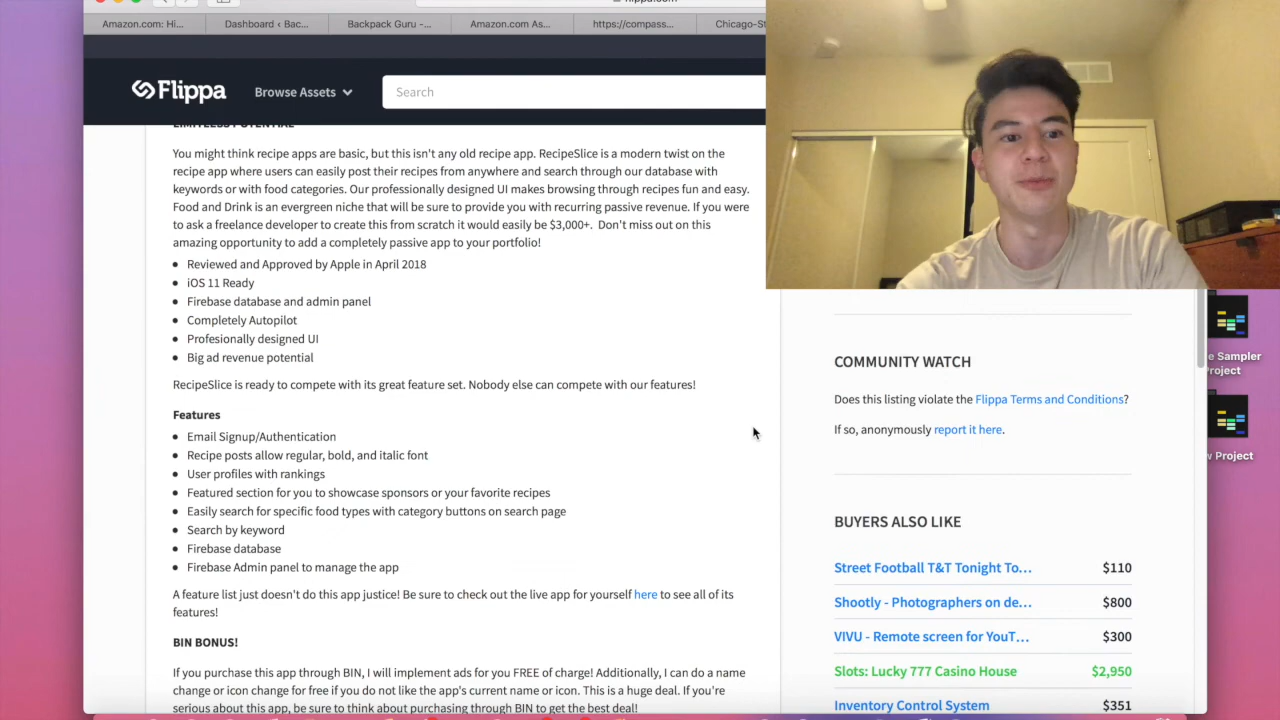 flippa.com
Amazon.com: Hi...
Dashboard ‹ Bac...
Backpack Guru –...
Amazon.com As...
https://compass...
Chicago-St
Flippa
Browse Assets
Search
LIMITLESS POTENTIAL
You might think recipe apps are basic, but this isn't any old recipe app. RecipeSlice is a modern twist on the
recipe app where users can easily post their recipes from anywhere and search through our database with
keywords or with food categories. Our professionally designed UI makes browsing through recipes fun and easy.
Food and Drink is an evergreen niche that will be sure to provide you with recurring passive revenue. If you were
to ask a freelance developer to create this from scratch it would easily be $3,000+. Don't miss out on this
amazing opportunity to add a completely passive app to your portfolio!
Reviewed and Approved by Apple in April 2018
iOS 11 Ready
Firebase database and admin panel
Completely Autopilot
Profesionally designed UI
Big ad revenue potential
RecipeSlice is ready to compete with its great feature set. Nobody else can compete with our features!
Features
Email Signup/Authentication
Recipe posts allow regular, bold, and italic font
User profiles with rankings
Featured section for you to showcase sponsors or your favorite recipes
Easily search for specific food types with category buttons on search page
Search by keyword
Firebase database
Firebase Admin panel to manage the app
A feature list just doesn't do this app justice! Be sure to check out the live app for yourself here to see all of its
features!
BIN BONUS!
If you purchase this app through BIN, I will implement ads for you FREE of charge! Additionally, I can do a name
change or icon change for free if you do not like the app's current name or icon. This is a huge deal. If you're
serious about this app, be sure to think about purchasing through BIN to get the best deal!
COMMUNITY WATCH
Does this listing violate the Flippa Terms and Conditions?
If so, anonymously report it here.
BUYERS ALSO LIKE
Street Football T&T Tonight To... $110
Shootly - Photographers on de... $800
VIVU - Remote screen for YouT... $300
Slots: Lucky 777 Casino House $2,950
Inventory Control System $351
e Sampler
Project
w Project